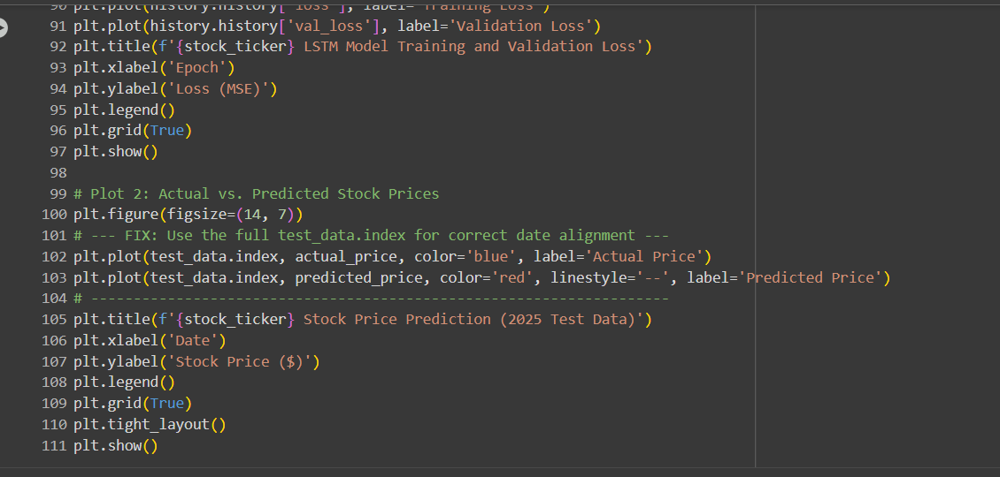 90 plt.plot(history.history['loss'], label='Training Loss')
91 plt.plot(history.history['val_loss'], label='Validation Loss')
92 plt.title(f'{stock_ticker} LSTM Model Training and Validation Loss')
93 plt.xlabel('Epoch')
94 plt.ylabel('Loss (MSE)')
95 plt.legend()
96 plt.grid(True)
97 plt.show()
98
99 # Plot 2: Actual vs. Predicted Stock Prices
100 plt.figure(figsize=(14, 7))
101 # --- FIX: Use the full test_data.index for correct date alignment ---
102 plt.plot(test_data.index, actual_price, color='blue', label='Actual Price')
103 plt.plot(test_data.index, predicted_price, color='red', linestyle='--', label='Predicted Price')
104 # --------------------------------------------------------------------
105 plt.title(f'{stock_ticker} Stock Price Prediction (2025 Test Data)')
106 plt.xlabel('Date')
107 plt.ylabel('Stock Price ($)')
108 plt.legend()
109 plt.grid(True)
110 plt.tight_layout()
111 plt.show()